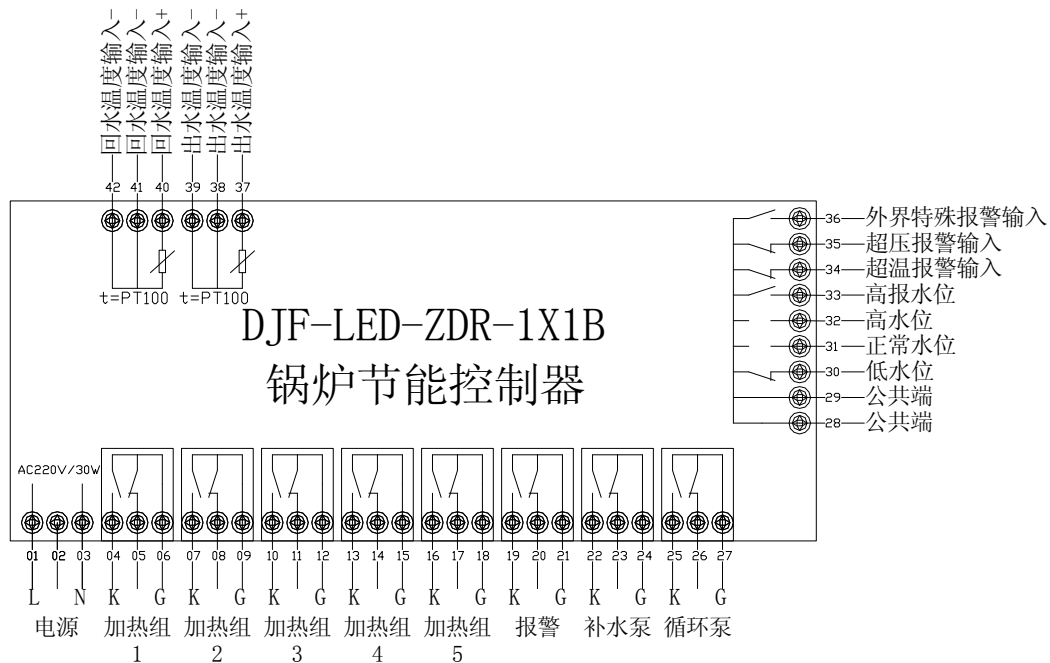 回水温度输入-
回水温度输入-
回水温度输入+
出水温度输入-
出水温度输入-
出水温度输入+
42 41 40 39 38 37
36 外界特殊报警输入
35 超压报警输入
34 超温报警输入
33 高报水位
32 高水位
31 正常水位
30 低水位
29 公共端
28 公共端
t=PT100 t=PT100
DJF-LED-ZDR-1X1B
锅炉节能控制器
AC220V/30W
01 02 03 04 05 06 07 08 09 10 11 12 13 14 15 16 17 18 19 20 21 22 23 24 25 26 27
L N K G K G K G K G K G K G K G K G
电源 加热组 加热组 加热组 加热组 加热组 报警 补水泵 循环泵
1 2 3 4 5